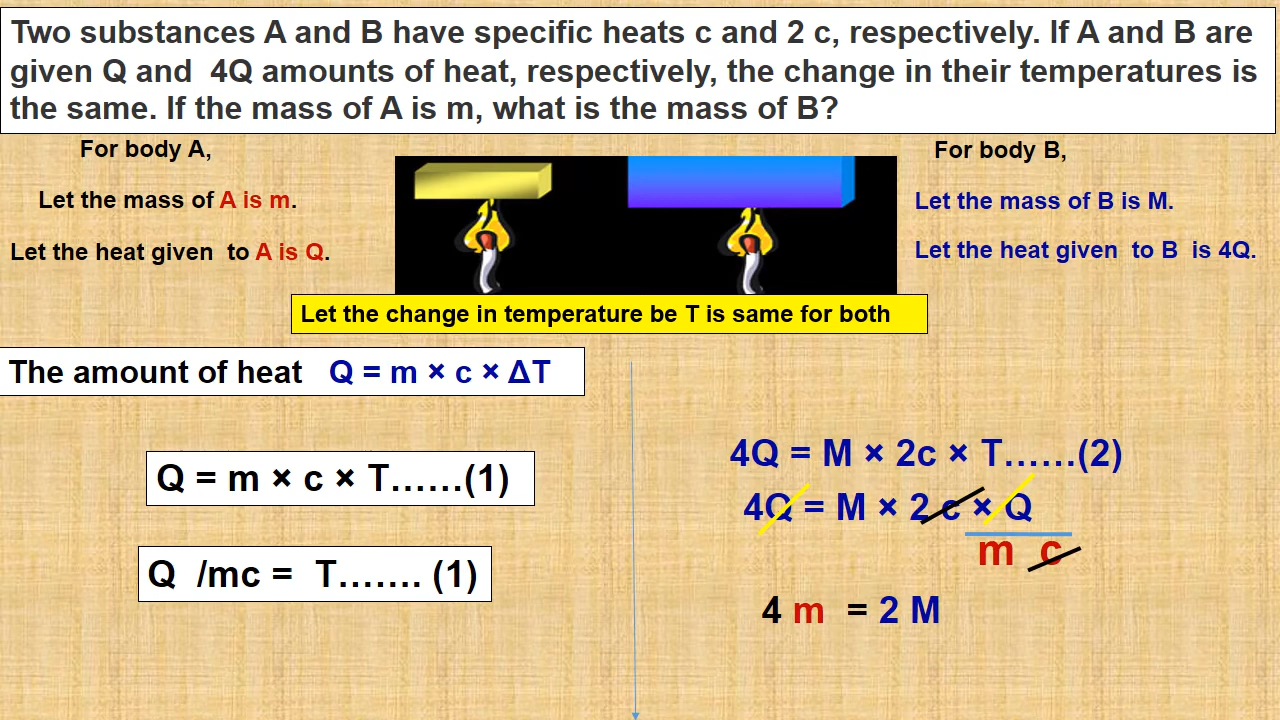 Two substances A and B have specific heats c and 2 c, respectively. If A and B are
given Q and 4Q amounts of heat, respectively, the change in their temperatures is
the same. If the mass of A is m, what is the mass of B?
For body A,
Let the mass of A is m.
Let the heat given to A is Q.
For body B,
Let the mass of B is M.
Let the heat given to B is 4Q.
Let the change in temperature be T is same for both
The amount of heat Q = m × c × ΔT
Q = m × c × T......(1)
Q /mc = T....... (1)
4Q = M × 2c × T......(2)
4Q = M × 2 c × Q
m c
4 m = 2 M